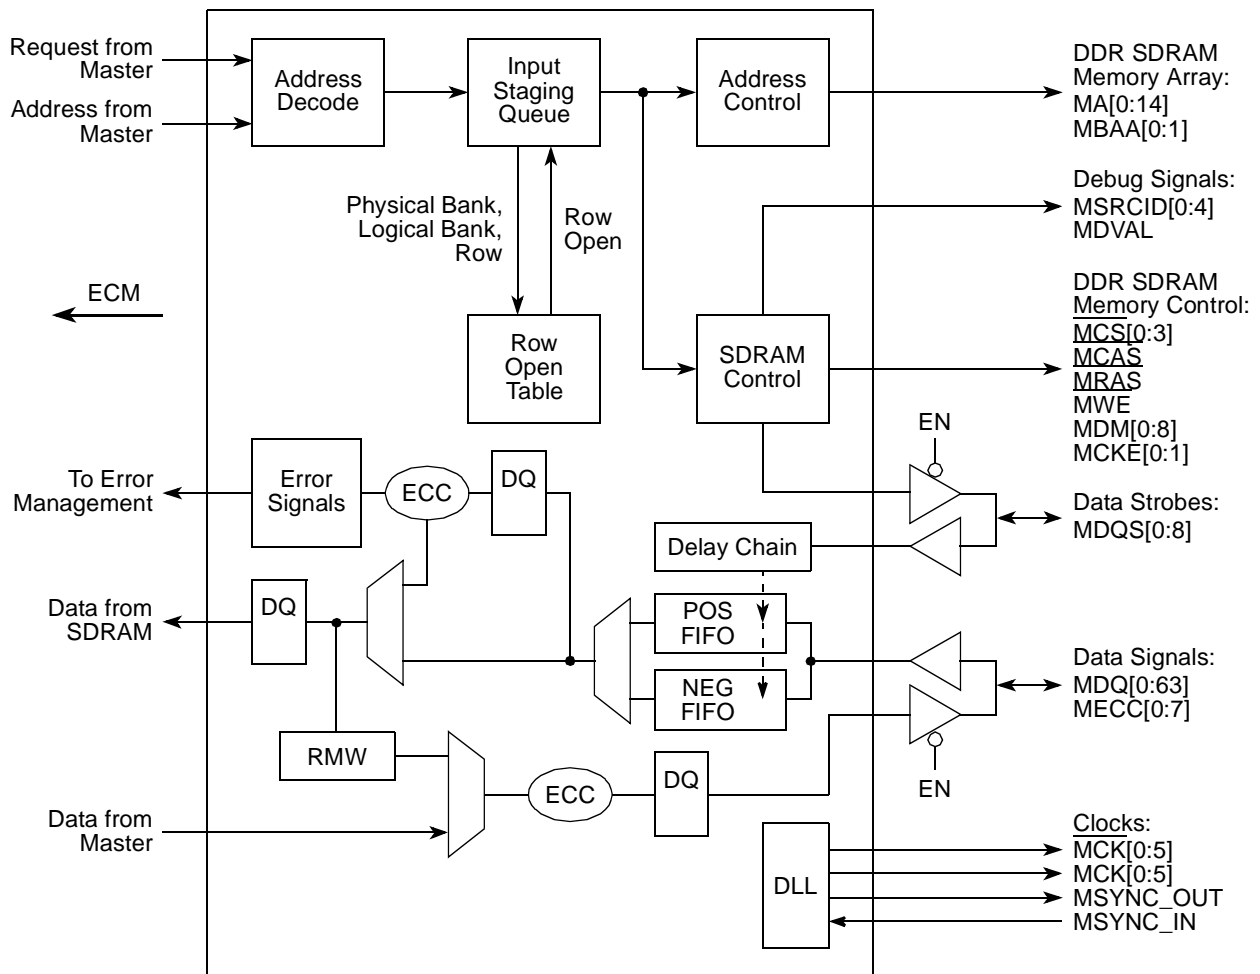 Request from
Master
Address from
Master
Address
Decode
Input
Staging
Queue
Address
Control
DDR SDRAM
Memory Array:
MA[0:14]
MBAA[0:1]
Debug Signals:
MSRCID[0:4]
MDVAL
Physical Bank,
Logical Bank,
Row
Row
Open
ECM
Row
Open
Table
SDRAM
Control
DDR SDRAM
Memory Control:
MCS[0:3]
MCAS
MRAS
MWE
MDM[0:8]
MCKE[0:1]
EN
To Error
Management
Error
Signals
ECC
DQ
Data Strobes:
MDQS[0:8]
Delay Chain
Data from
SDRAM
DQ
POS
FIFO
NEG
FIFO
Data Signals:
MDQ[0:63]
MECC[0:7]
RMW
ECC
DQ
EN
Data from
Master
DLL
Clocks:
MCK[0:5]
MCK[0:5]
MSYNC_OUT
MSYNC_IN